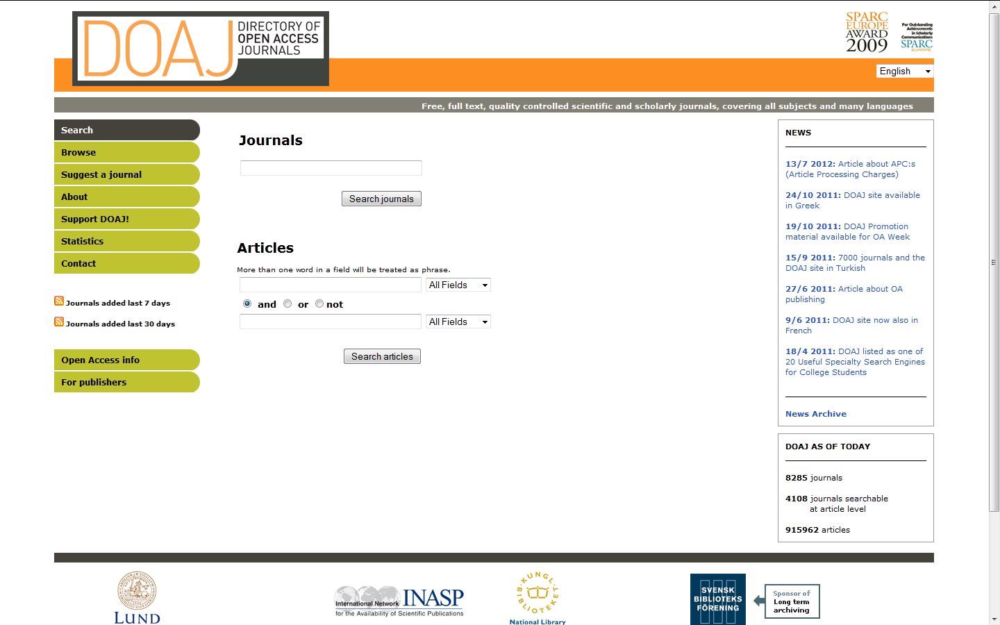 DOAJ
DIRECTORY OF
OPEN ACCESS
JOURNALS
SPARC
EUROPE
AWARD
2009
For Outstanding
Achievements
in Scholarly
Communications
SPARC
EUROPE
English
Free, full text, quality controlled scientific and scholarly journals, covering all subjects and many languages
Search
Browse
Suggest a journal
About
Support DOAJ!
Statistics
Contact
Journals added last 7 days
Journals added last 30 days
Open Access info
For publishers
Journals
Search journals
Articles
More than one word in a field will be treated as phrase.
All Fields
and or not
All Fields
Search articles
NEWS
13/7 2012: Article about APC:s
(Article Processing Charges)
24/10 2011: DOAJ site available
in Greek
19/10 2011: DOAJ Promotion
material available for OA Week
15/9 2011: 7000 journals and the
DOAJ site in Turkish
27/6 2011: Article about OA
publishing
9/6 2011: DOAJ site now also in
French
18/4 2011: DOAJ listed as one of
20 Useful Specialty Search Engines
for College Students
News Archive
DOAJ AS OF TODAY
8285 journals
4108 journals searchable
at article level
915962 articles
LUND
International Network INASP
for the Availability of Scientific Publications
KUNGL.
BIBLIOTEKET
National Library
SVENSK
BIBLIOTEKS
FÖRENING
Sponsor of
Long term
archiving